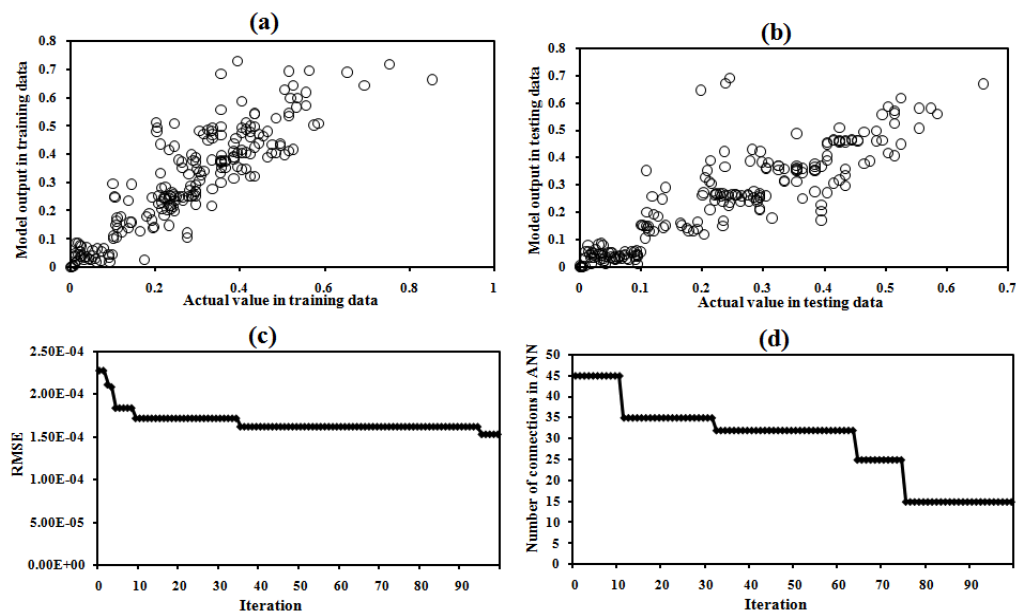 (a)
Model output in training data
0.8
0.7
0.6
0.5
0.4
0.3
0.2
0.1
0
0 0.2 0.4 0.6 0.8 1
Actual value in training data
(b)
Model output in testing data
0.8
0.7
0.6
0.5
0.4
0.3
0.2
0.1
0
0 0.1 0.2 0.3 0.4 0.5 0.6 0.7
Actual value in testing data
(c)
RMSE
2.50E-04
2.00E-04
1.50E-04
1.00E-04
5.00E-05
0.00E+00
0 10 20 30 40 50 60 70 80 90
Iteration
(d)
Number of connections in ANN
50
45
40
35
30
25
20
15
10
5
0
0 10 20 30 40 50 60 70 80 90
Iteration